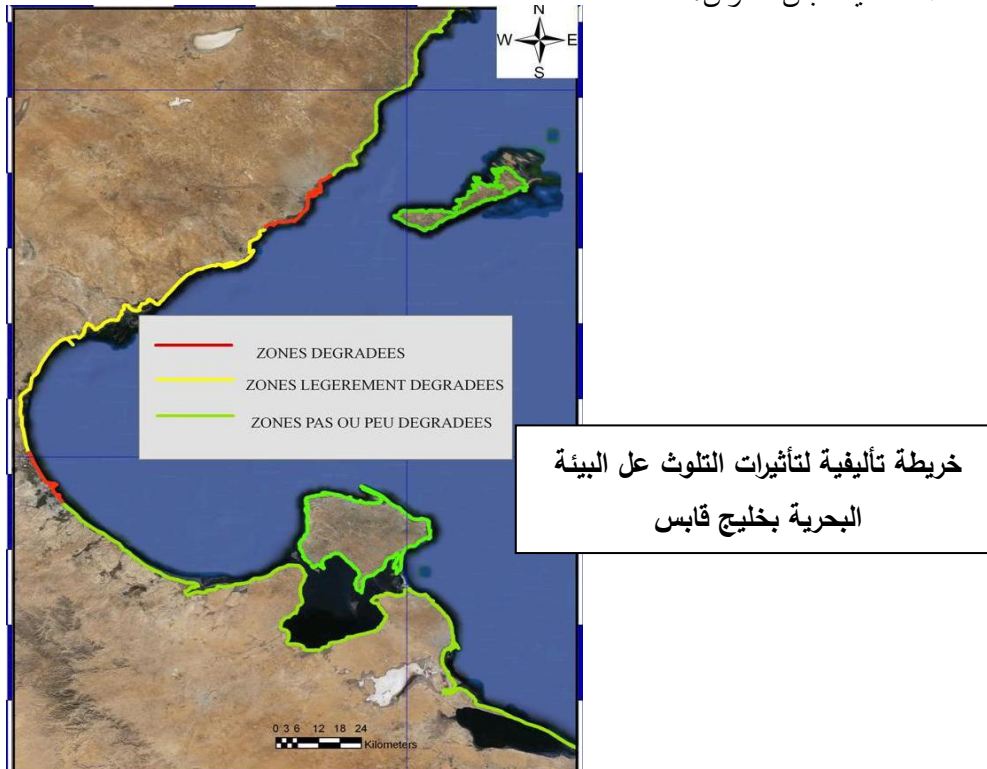 N
W E
S
ZONES DEGRADEES
ZONES LEGEREMENT DEGRADEES
ZONES PAS OU PEU DEGRADEES
خريطة تأليفية لتأثيرات التلوث عل البيئة
البحرية بخليج قابس
0 3 6 12 18 24
Kilometers